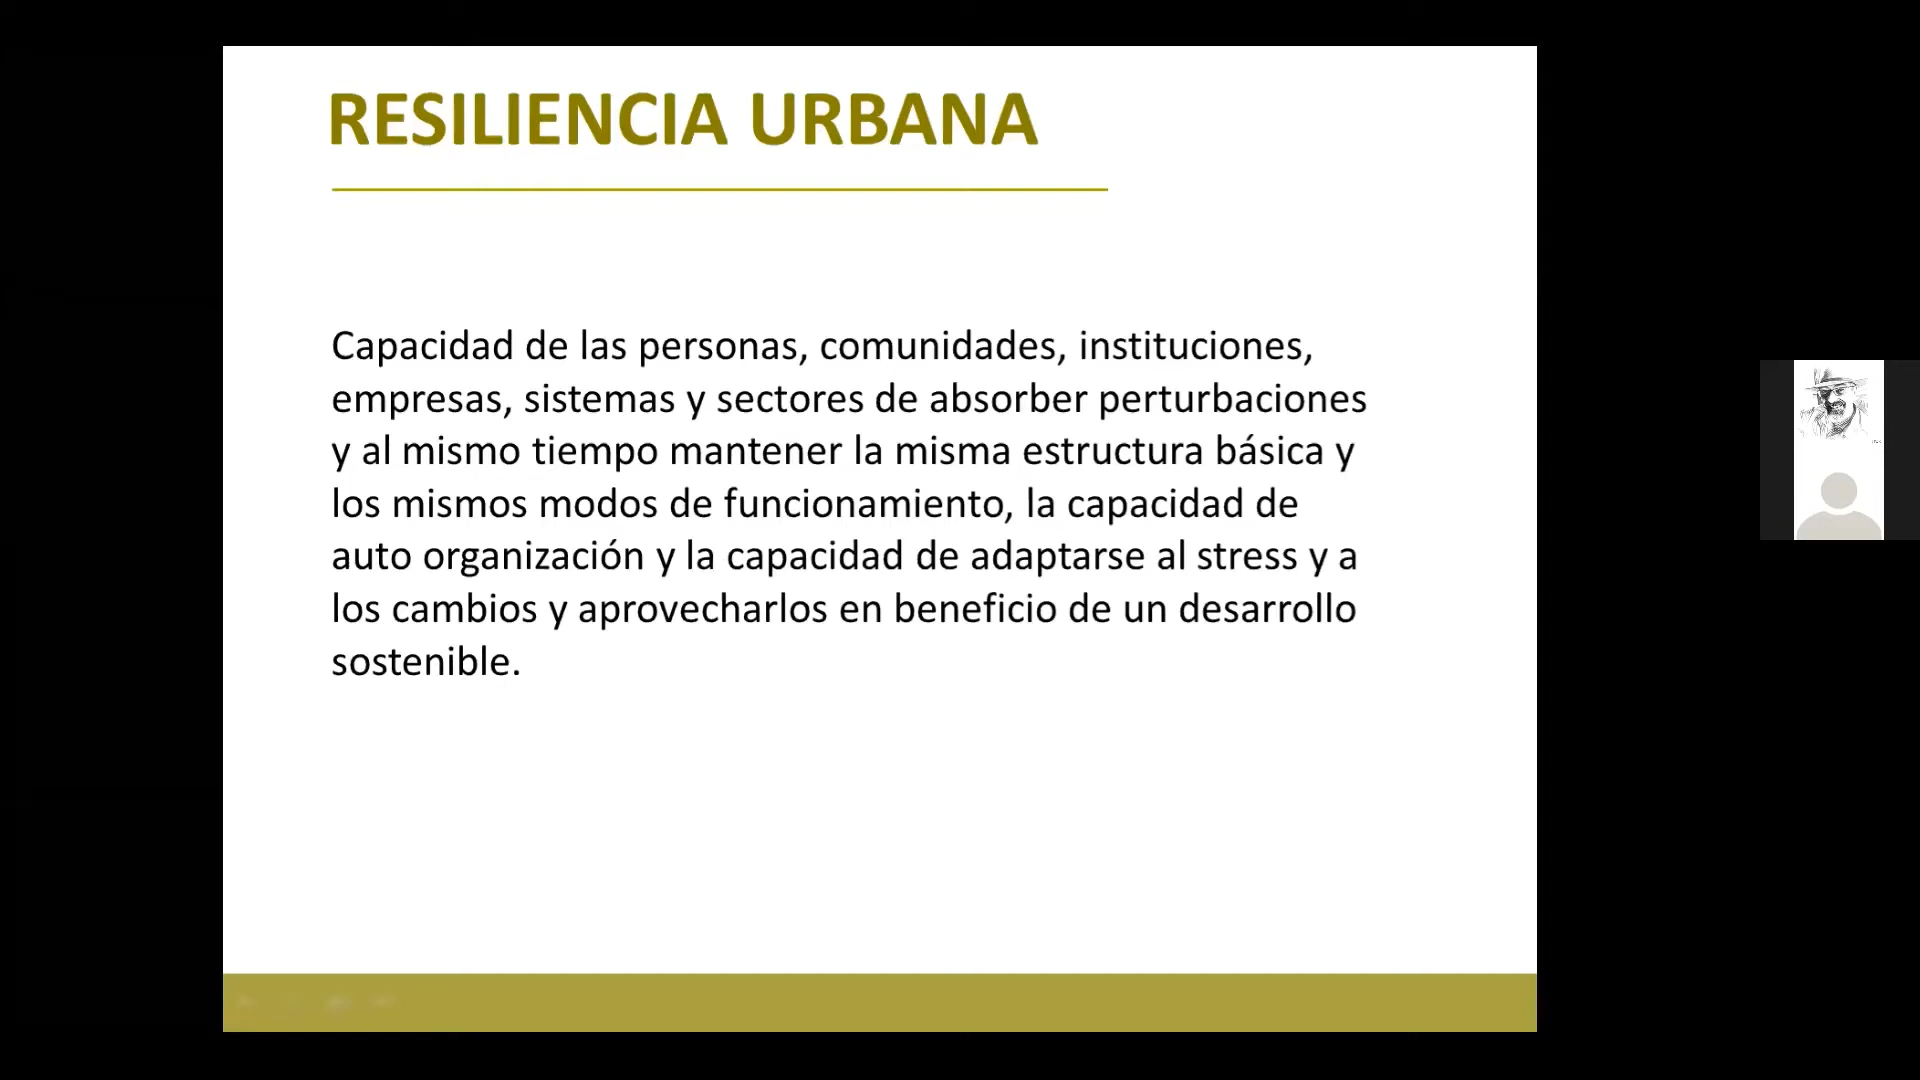 RESILIENCIA URBANA
Capacidad de las personas, comunidades, instituciones,
empresas, sistemas y sectores de absorber perturbaciones
y al mismo tiempo mantener la misma estructura básica y
los mismos modos de funcionamiento, la capacidad de
auto organización y la capacidad de adaptarse al stress y a
los cambios y aprovecharlos en beneficio de un desarrollo
sostenible.